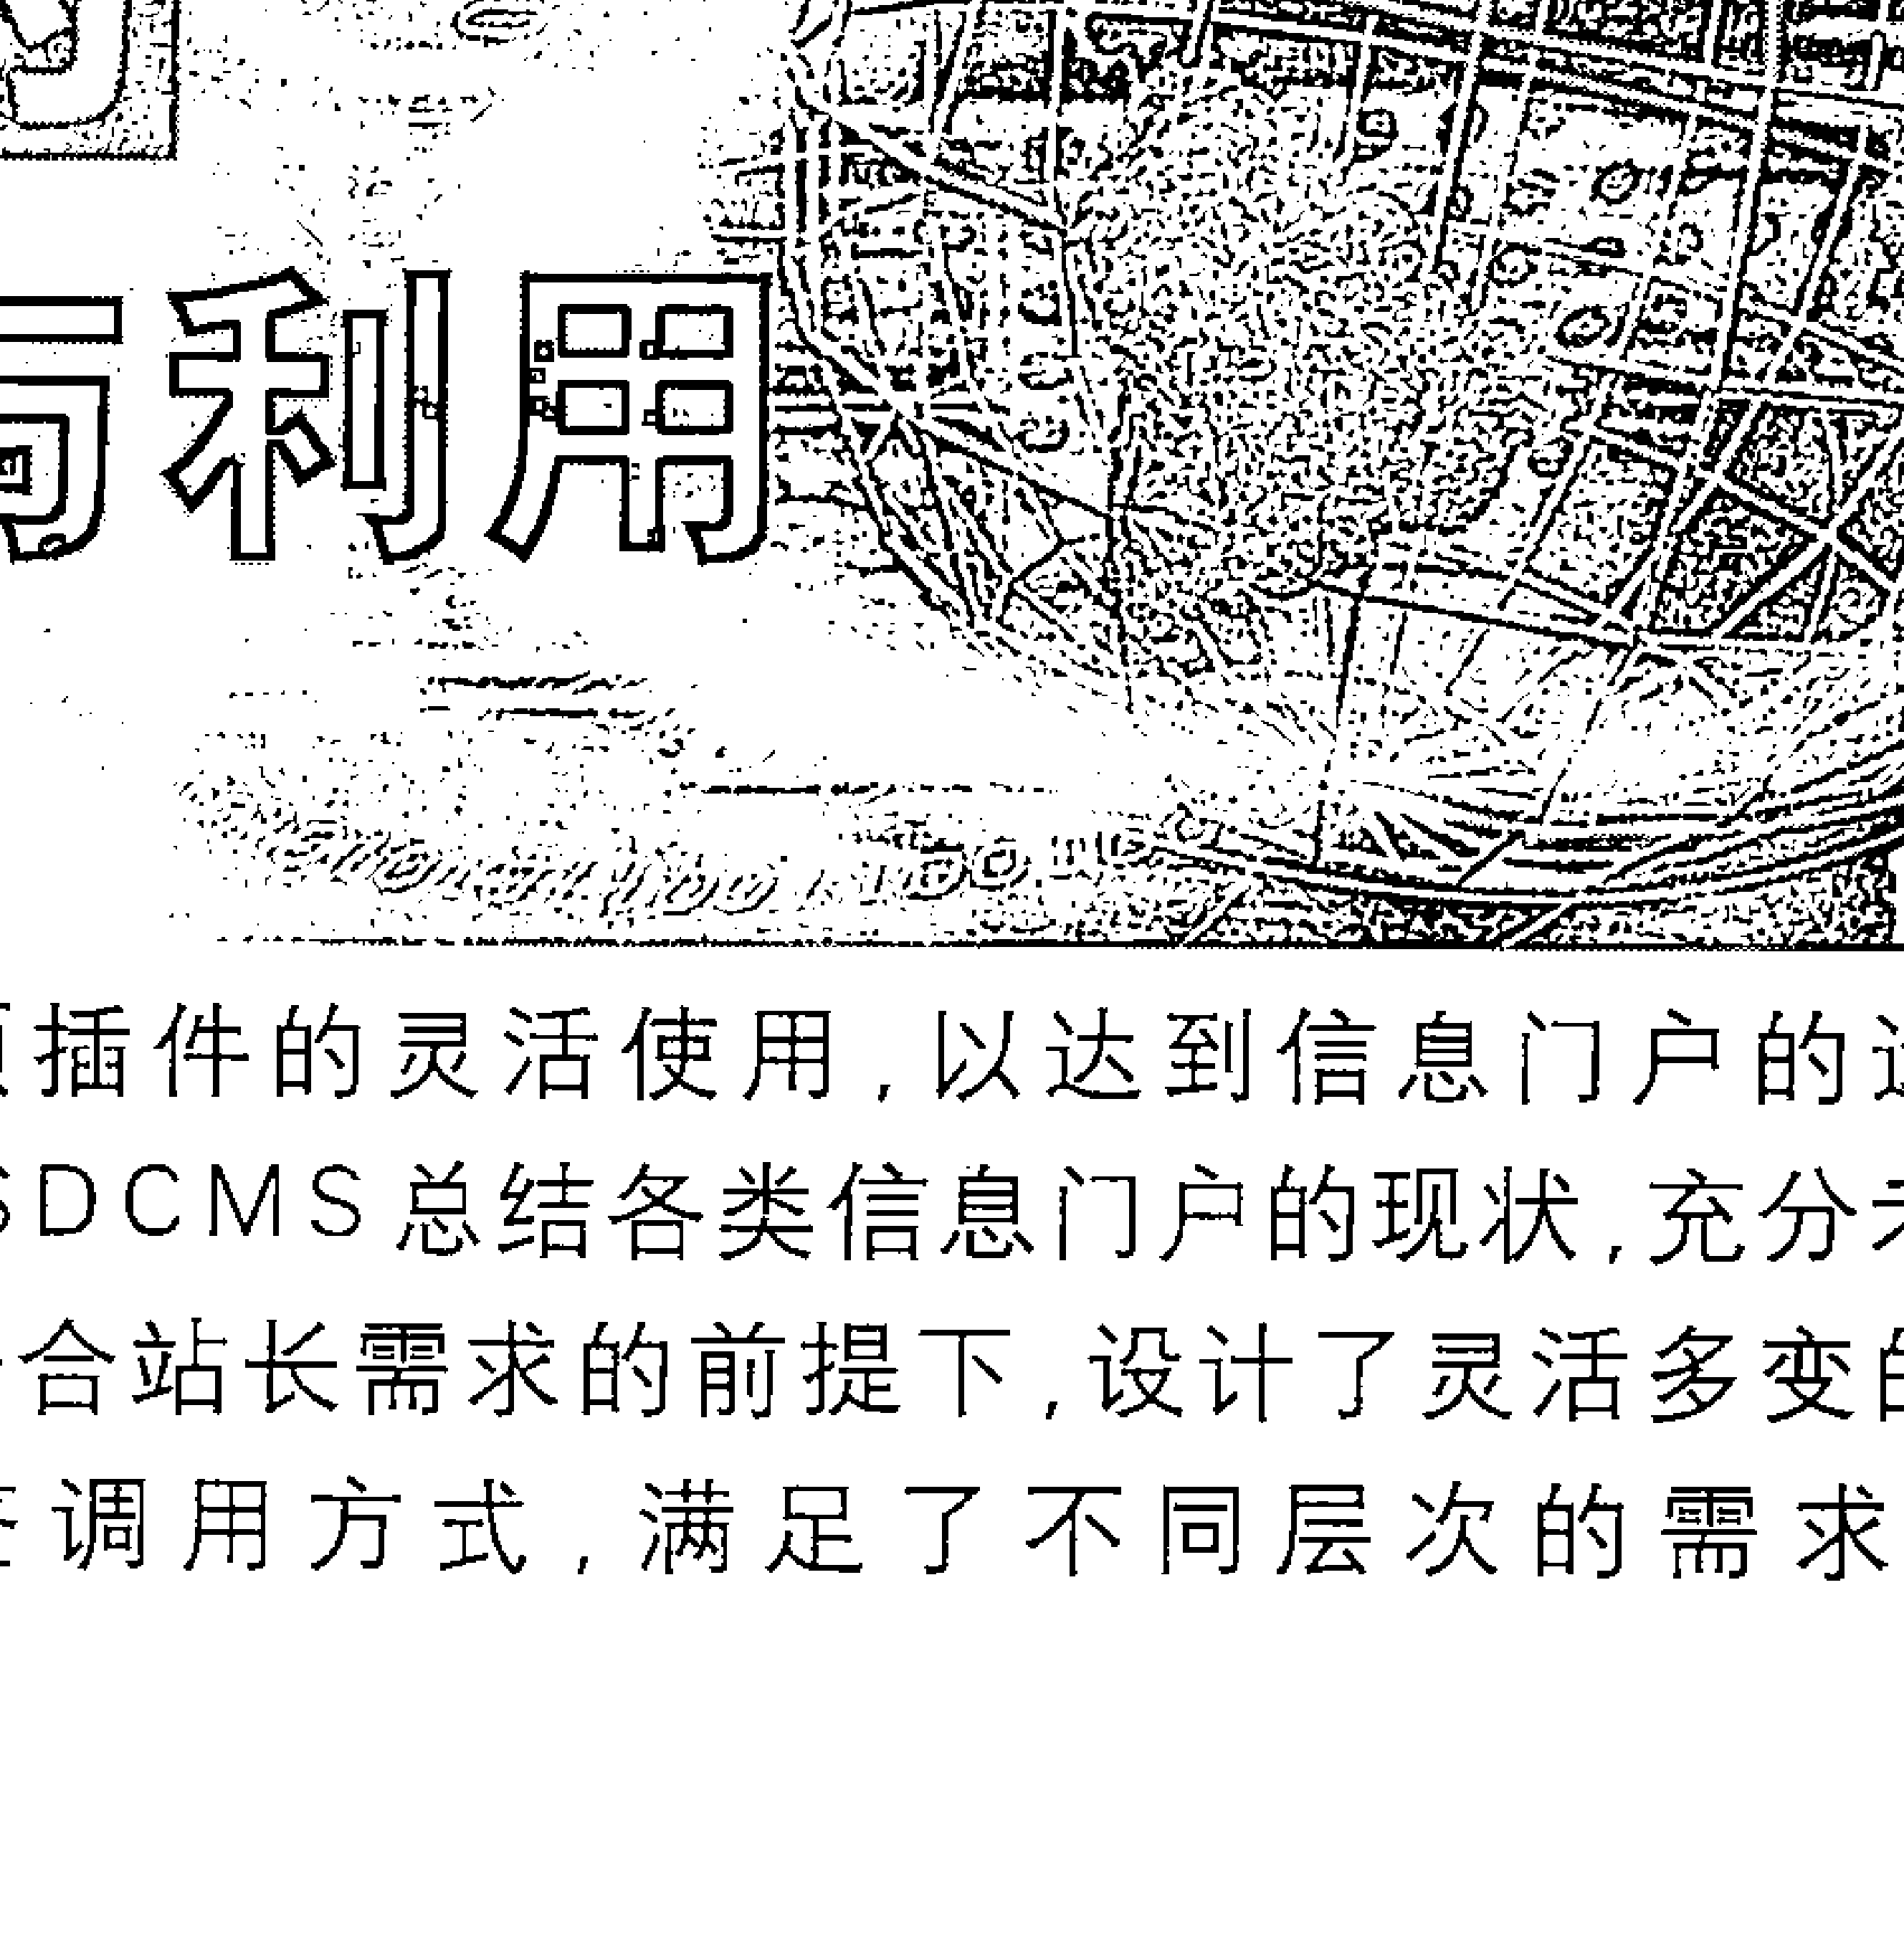 利用
插件的灵活使用,以达到信息门户的
SDCMS总结各类信息门户的现状,充分
合站长需求的前提下,设计了灵活多变的
调用方式,满足了不同层次的需求